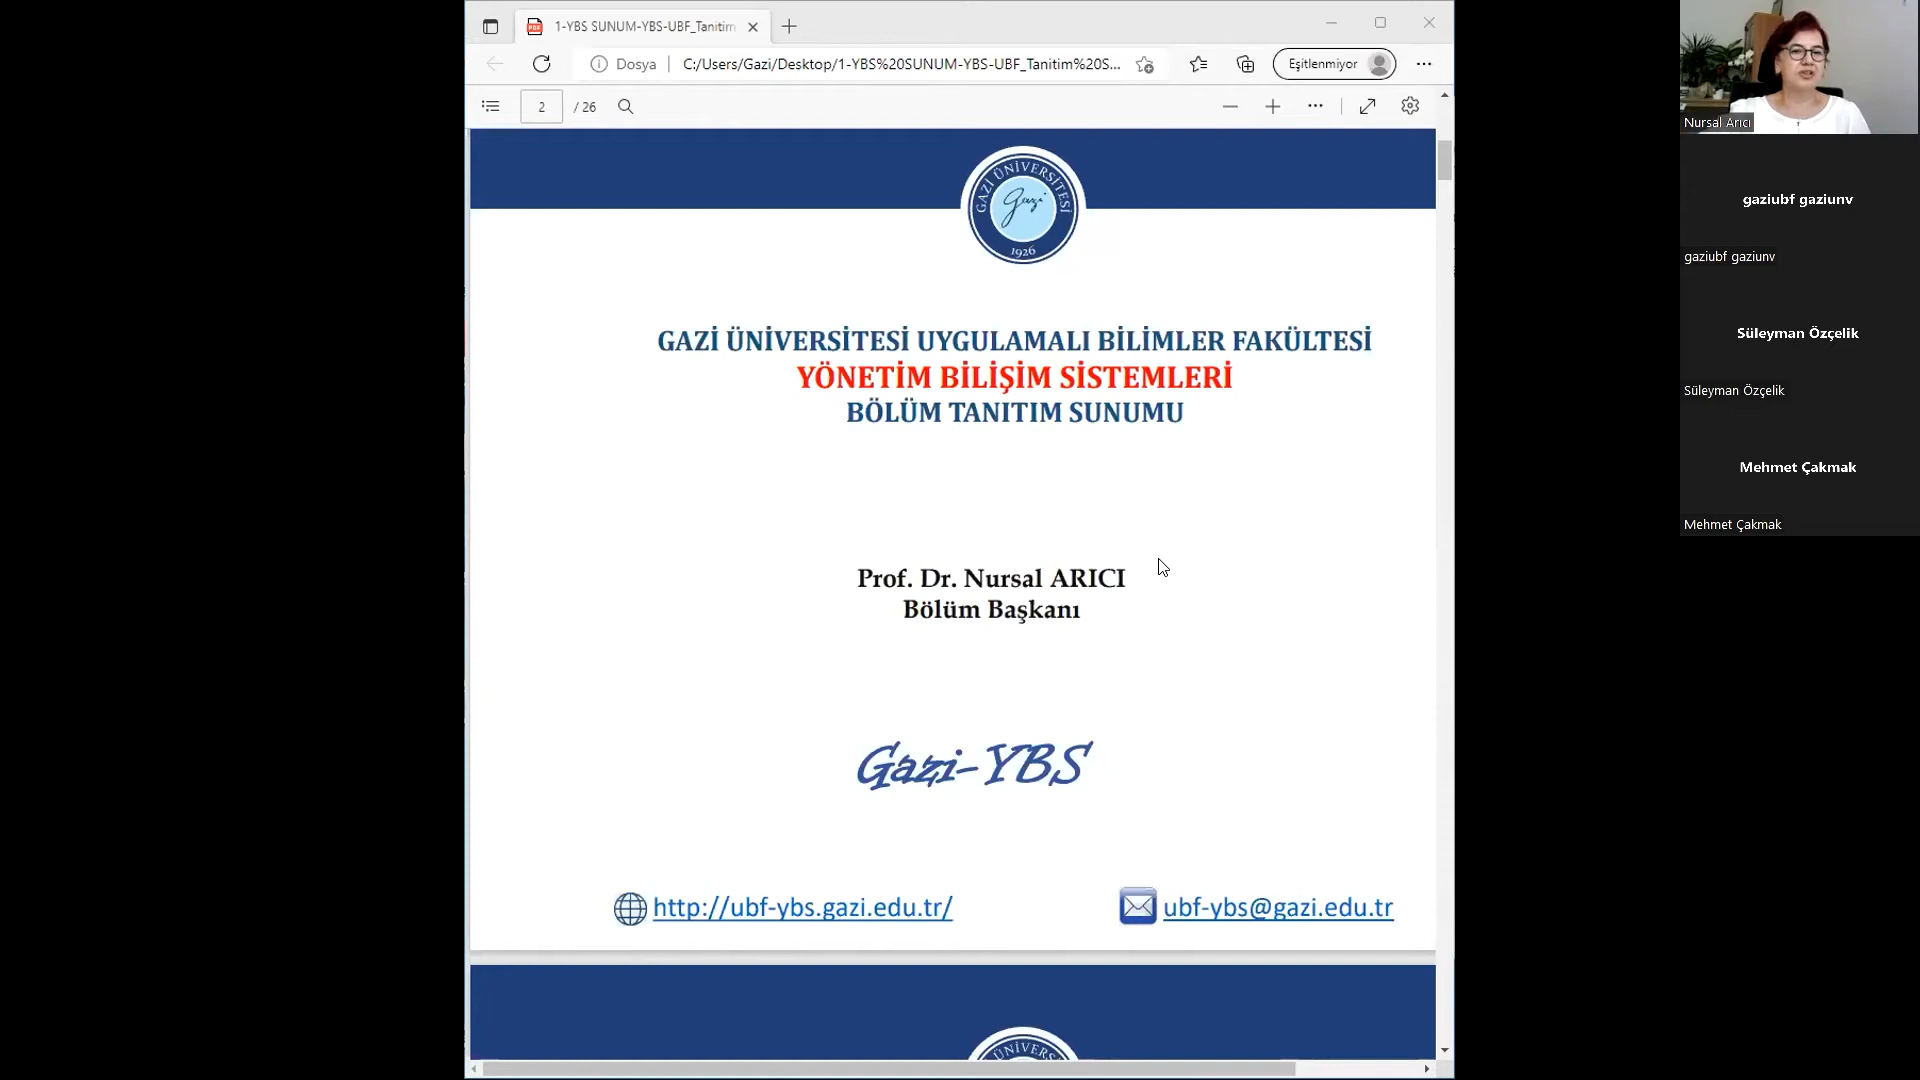 1-YBS SUNUM-YBS-UBF_Tanitim
Dosya
C:/Users/Gazi/Desktop/1-YBS%20SUNUM-YBS-UBF_Tanitim%20S...
Eşitlenmiyor
2 / 26
GAZİ ÜNİVERSİTESİ
Gazi
1926
GAZİ ÜNİVERSİTESİ UYGULAMALI BİLİMLER FAKÜLTESİ
YÖNETİM BİLİŞİM SİSTEMLERİ
BÖLÜM TANITIM SUNUMU
Prof. Dr. Nursal ARICI
Bölüm Başkanı
Gazi-YBS
http://ubf-ybs.gazi.edu.tr/
ubf-ybs@gazi.edu.tr
Nursal Arıcı
gaziubf gaziunv
gaziubf gaziunv
Süleyman Özçelik
Süleyman Özçelik
Mehmet Çakmak
Mehmet Çakmak